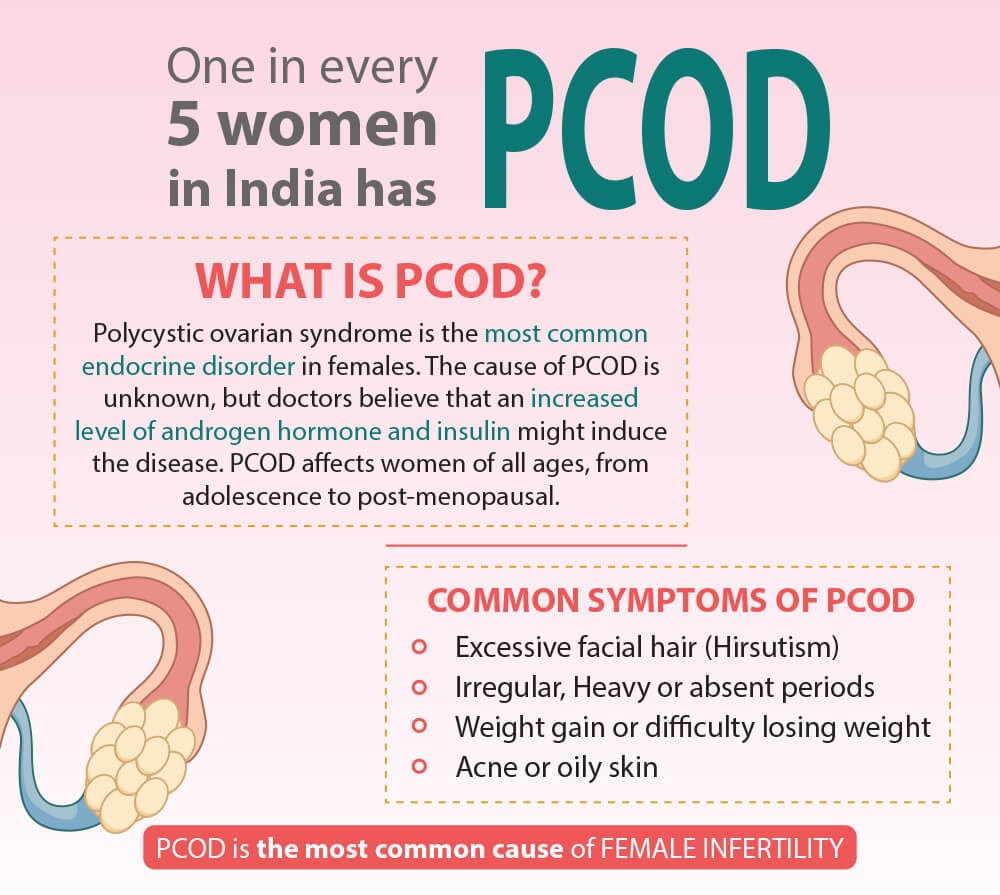 One in every
5 women
in India has
PCOD
WHAT IS PCOD?
Polycystic ovarian syndrome is the most common
endocrine disorder in females. The cause of PCOD is
unknown, but doctors believe that an increased
level of androgen hormone and insulin might induce
the disease. PCOD affects women of all ages, from
adolescence to post-menopausal.
COMMON SYMPTOMS OF PCOD
Excessive facial hair (Hirsutism)
Irregular, Heavy or absent periods
Weight gain or difficulty losing weight
Acne or oily skin
PCOD is the most common cause of FEMALE INFERTILITY